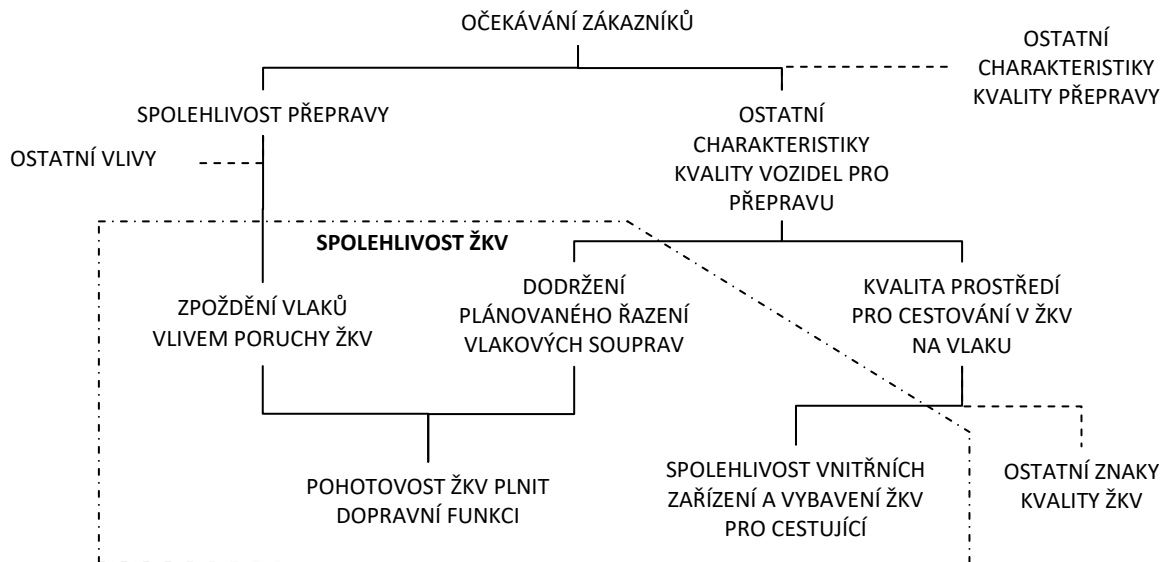 OČEKÁVÁNÍ ZÁKAZNÍKŮ
OSTATNÍ
CHARAKTERISTIKY
KVALITY PŘEPRAVY
SPOLEHLIVOST PŘEPRAVY
OSTATNÍ
CHARAKTERISTIKY
KVALITY VOZIDEL PRO
PŘEPRAVU
OSTATNÍ VLIVY
SPOLEHLIVOST ŽKV
ZPOŽDĚNÍ VLAKŮ
VLIVEM PORUCHY ŽKV
DODRŽENÍ
PLÁNOVANÉHO ŘAZENÍ
VLAKOVÝCH SOUPRAV
KVALITA PROSTŘEDÍ
PRO CESTOVÁNÍ V ŽKV
NA VLAKU
POHOTOVOST ŽKV PLNIT
DOPRAVNÍ FUNKCI
SPOLEHLIVOST VNITŘNÍCH
ZAŘÍZENÍ A VYBAVENÍ ŽKV
PRO CESTUJÍCÍ
OSTATNÍ ZNAKY
KVALITY ŽKV